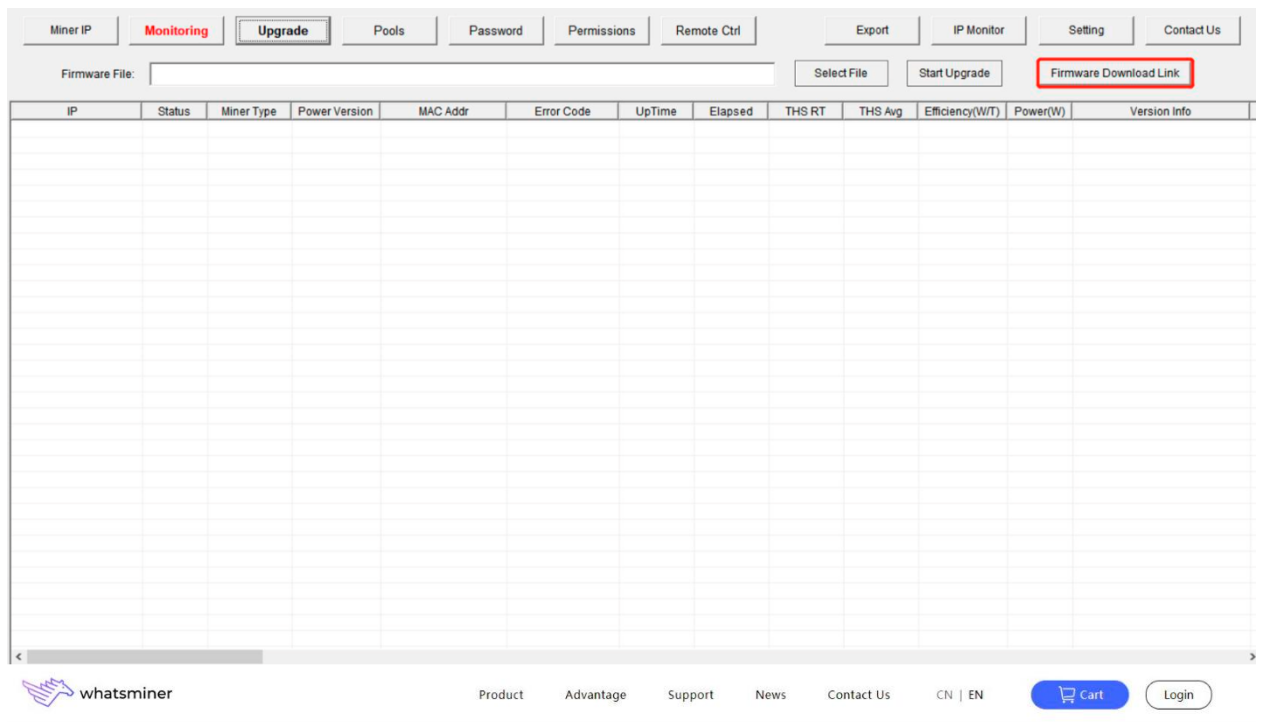 Miner IP Monitoring Upgrade Pools Password Permissions Remote Ctrl Export IP Monitor Setting Contact Us
Firmware File: Select File Start Upgrade Firmware Download Link
IP Status Miner Type Power Version MAC Addr Error Code UpTime Elapsed THS RT THS Avg Efficiency(W/T) Power(W) Version Info
whatsminer Product Advantage Support News Contact Us CN | EN Cart Login